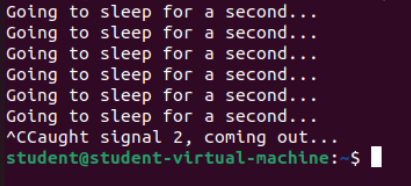 Going to sleep for a second...
Going to sleep for a second...
Going to sleep for a second...
Going to sleep for a second...
Going to sleep for a second...
Going to sleep for a second...
^CCaught signal 2, coming out...
student@student-virtual-machine:~$